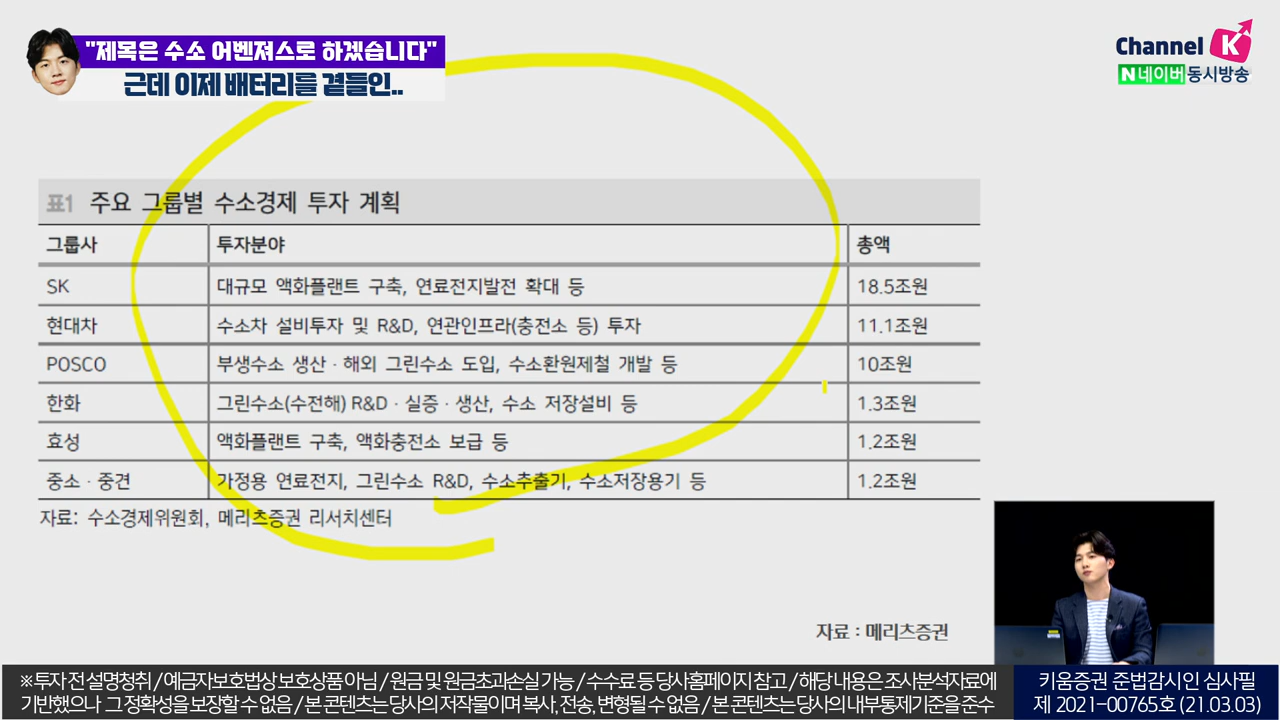 "제목은 수소 어벤져스로 하겠습니다"
근데 이제 배터리를 곁들인..
Channel K
N 네이버 동시방송
표1 주요 그룹별 수소경제 투자 계획
그룹사 투자분야 총액
SK 대규모 액화플랜트 구축, 연료전지발전 확대 등 18.5조원
현대차 수소차 설비투자 및 R&D, 연관인프라(충전소 등) 투자 11.1조원
POSCO 부생수소 생산·해외 그린수소 도입, 수소환원제철 개발 등 10조원
한화 그린수소(수전해) R&D·실증·생산, 수소 저장설비 등 1.3조원
효성 액화플랜트 구축, 액화충전소 보급 등 1.2조원
중소·중견 가정용 연료전지, 그린수소 R&D, 수소추출기, 수소저장용기 등 1.2조원
자료: 수소경제위원회, 메리츠증권 리서치센터
자료 : 메리츠증권
※ 투자 전 설명청취 / 예금자보호법상 보호상품 아님 / 원금 및 원금초과손실 가능 / 수수료 등 당사홈페이지 참고 / 해당 내용은 조사분석자료에
기반했으나 그 정확성을 보장할 수 없음 / 본 콘텐츠는 당사의 저작물이며 복사, 전송, 변형될 수 없음 / 본 콘텐츠는 당사의 내부통제기준을 준수
키움증권 준법감시인 심사필
제 2021-00765호 (21.03.03)